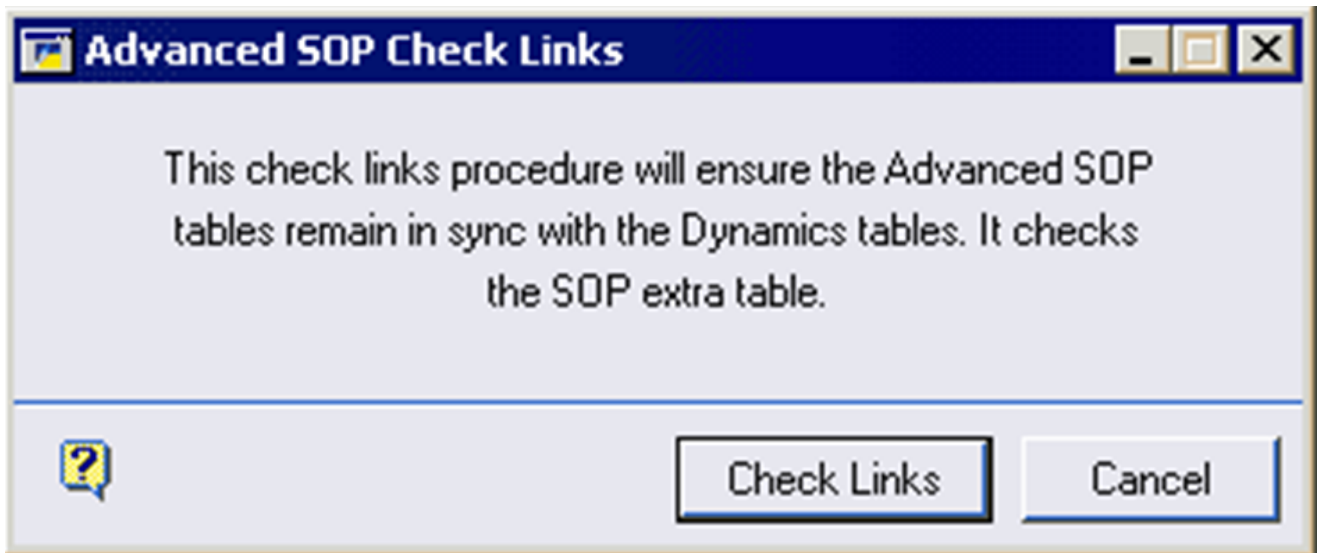 Advanced SOP Check Links
This check links procedure will ensure the Advanced SOP
tables remain in sync with the Dynamics tables. It checks
the SOP extra table.
?
Check Links
Cancel